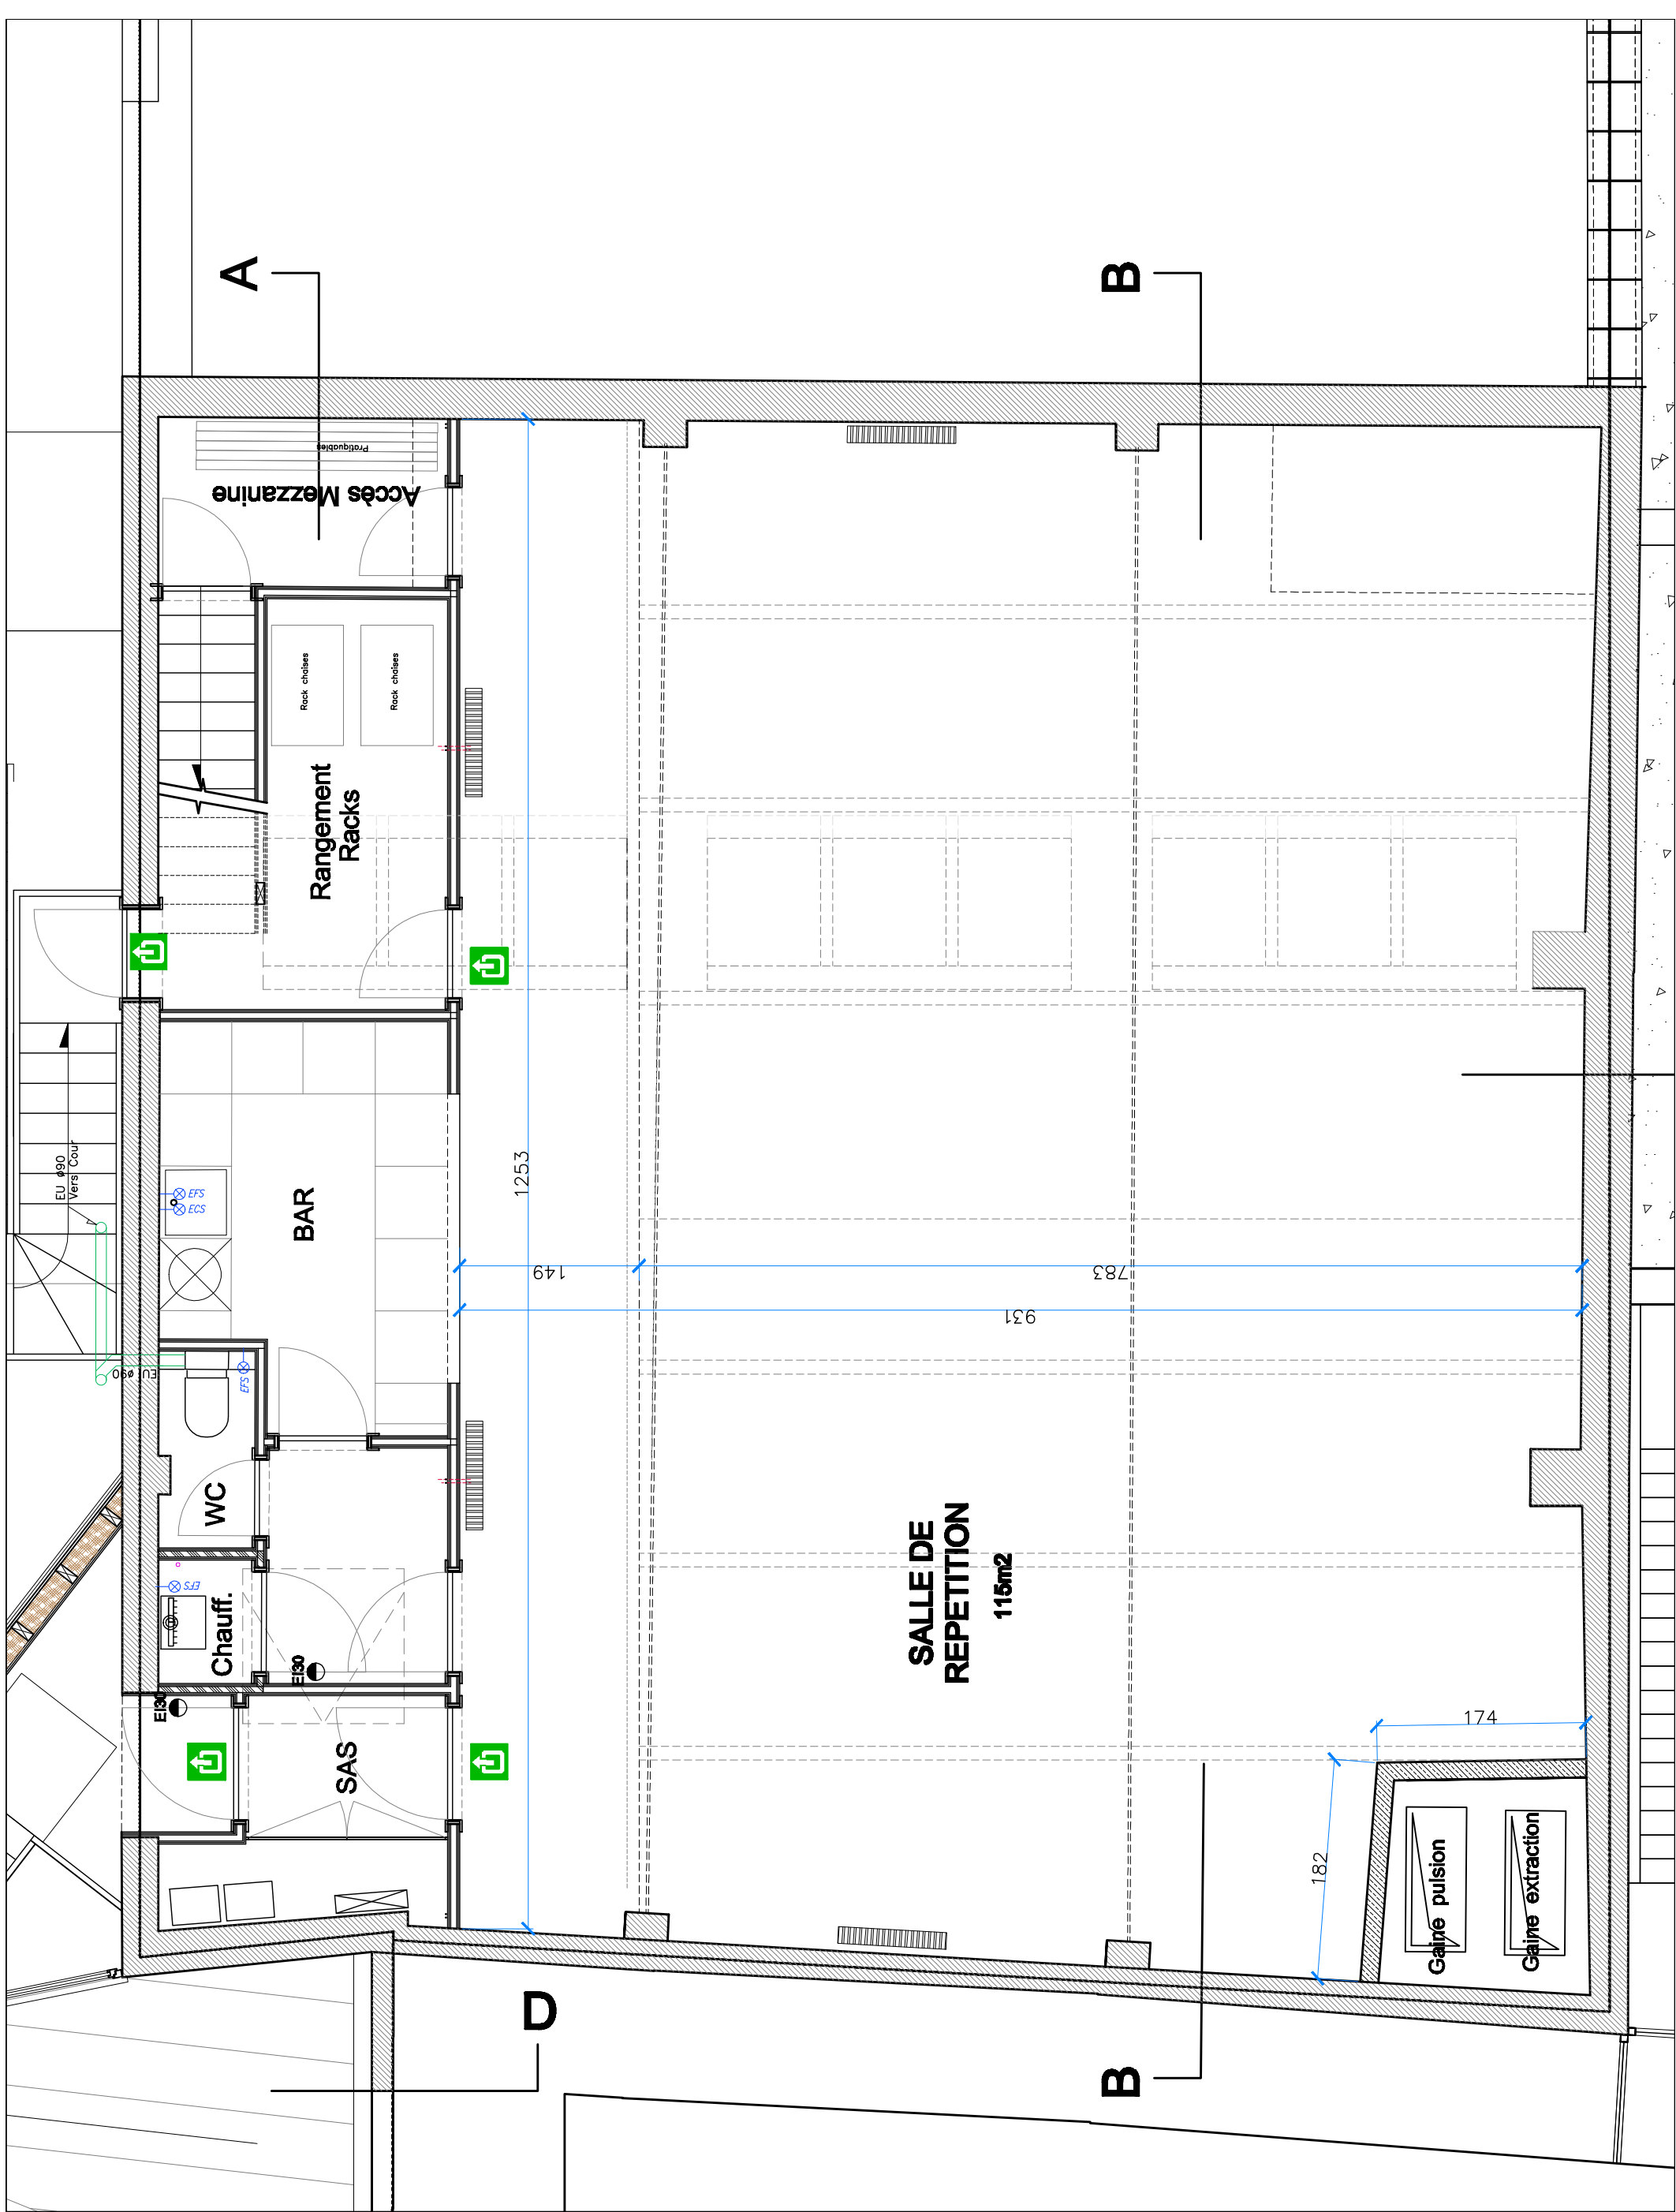 A
B
Pratiquables
Accès Mezzanine
Rack chaises
Rack chaises
Rangement
Racks
EU ø90
Vers Cour
EFS
ECS
BAR
1253
149
783
931
EU ø90
EFS
WC
EFS
Chauff.
EI30
EI30
SAS
SALLE DE
REPETITION
115m2
174
182
Gaine pulsion
Gaine extraction
D
B